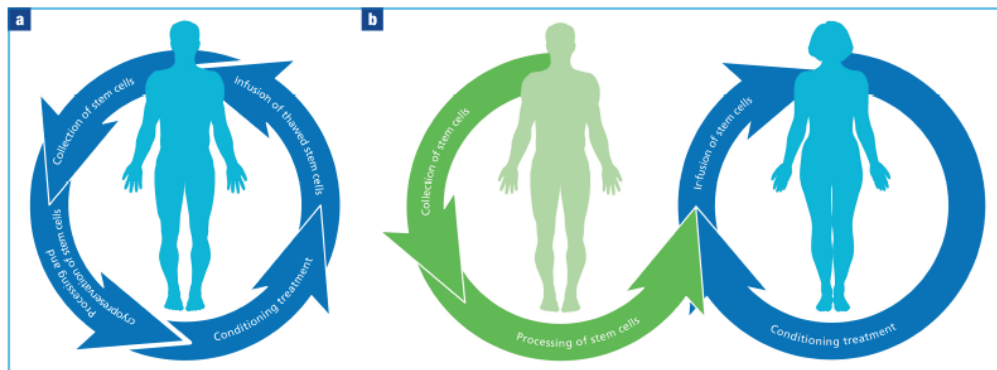 a
Collection of stem cells
Processing and
cryopreservation of stem cells
Conditioning treatment
Infusion of thawed stem cells
b
Collection of stem cells
Processing of stem cells
Infusion of stem cells
Conditioning treatment